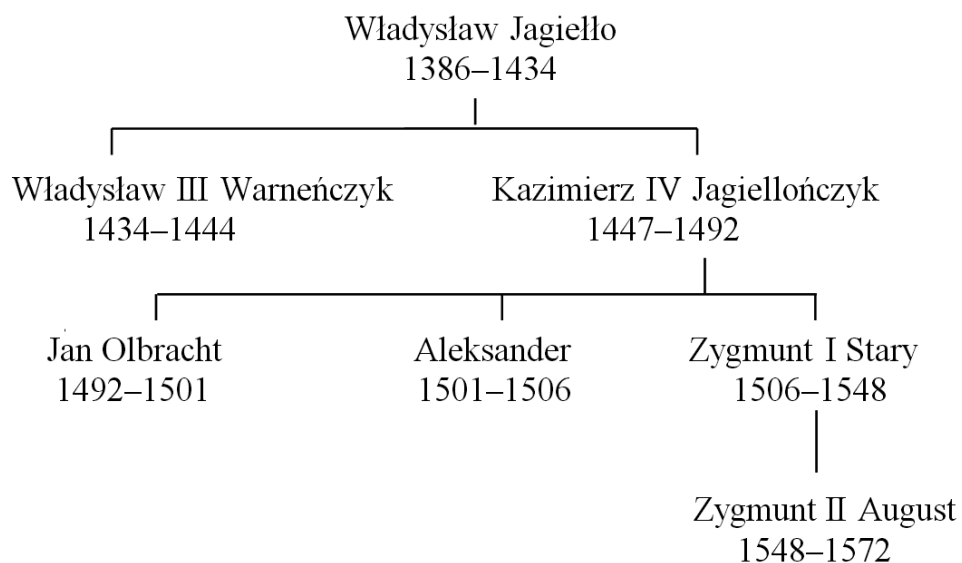 Władysław Jagiełło
1386–1434
Władysław III Warneńczyk
1434–1444
Kazimierz IV Jagiellończyk
1447–1492
Jan Olbracht
1492–1501
Aleksander
1501–1506
Zygmunt I Stary
1506–1548
Zygmunt II August
1548–1572